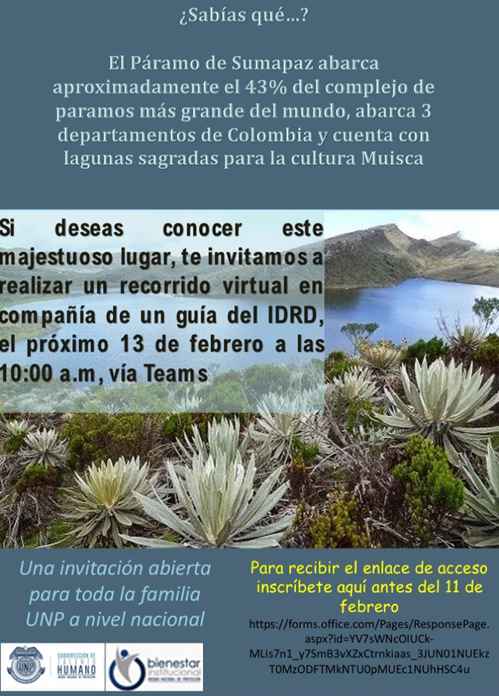 ¿Sabías qué...?
El Páramo de Sumapaz abarca
aproximadamente el 43% del complejo de
paramos más grande del mundo, abarca 3
departamentos de Colombia y cuenta con
lagunas sagradas para la cultura Muisca
Si deseas conocer este
majestuoso lugar, te invitamos a
realizar un recorrido virtual en
compañía de un guía del IDRD,
el próximo 13 de febrero a las
10:00 a.m, vía Teams
Una invitación abierta
para toda la familia
UNP a nivel nacional
Para recibir el enlace de acceso
inscríbete aquí antes del 11 de
febrero
https://forms.office.com/Pages/ResponsePage.
aspx?id=YV7sWNcOIUCk-
MLis7n1_y7SmB3vXZxCtrnkiaas_3JUN01NUEkz
T0MzODFTMkNTU0pMUEc1NUhHSC4u
UNP
SUBDIRECCIÓN DE
TALENTO
HUMANO
bienestar
institucional